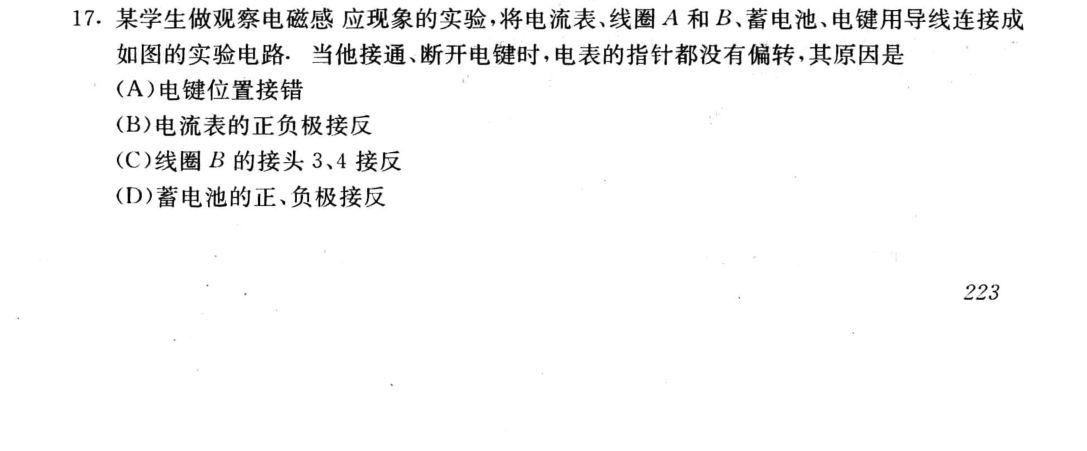 17. 某学生做观察电磁感 应现象的实验,将电流表、线圈 A 和 B、蓄电池、电键用导线连接成
如图的实验电路. 当他接通、断开电键时,电表的指针都没有偏转,其原因是
(A)电键位置接错
(B)电流表的正负极接反
(C)线圈 B 的接头 3、4 接反
(D)蓄电池的正、负极接反
223